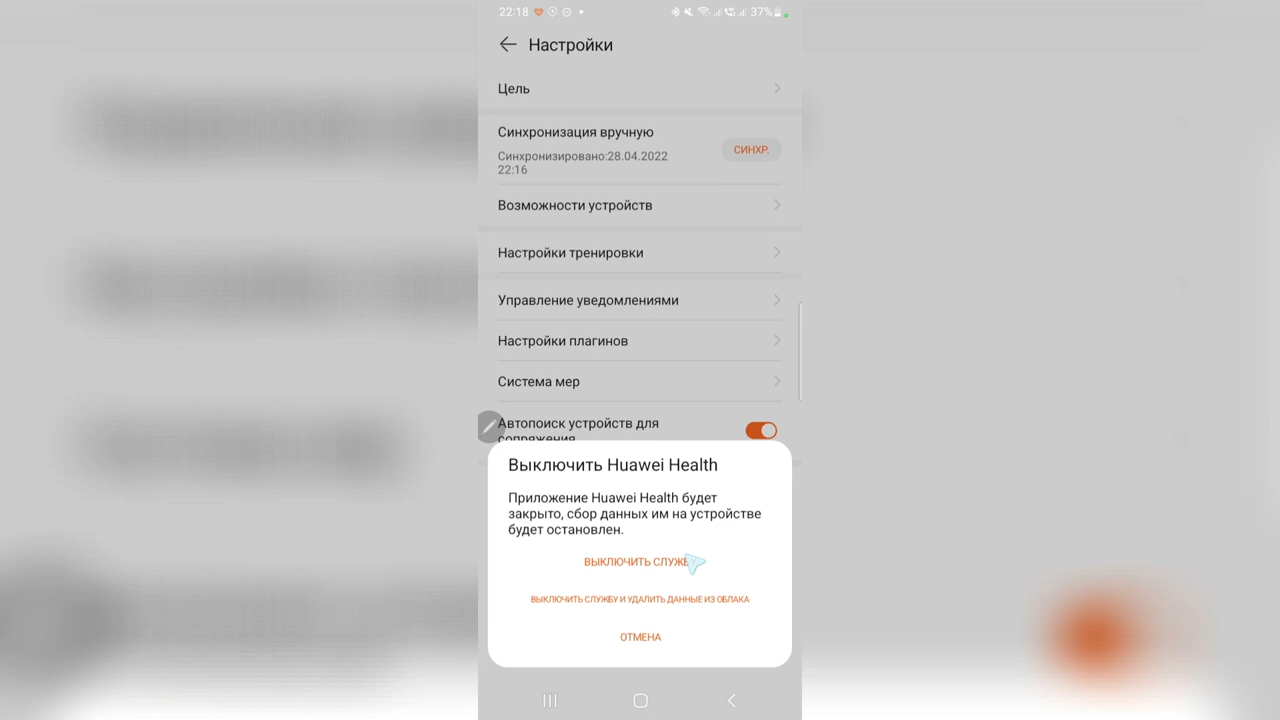 22:18
37%
Настройки
Цель
Синхронизация вручную
Синхронизировано:28.04.2022
22:16
СИНХР.
Возможности устройств
Настройки тренировки
Управление уведомлениями
Настройки плагинов
Система мер
Автопоиск устройств для
сопряжения
Выключить Huawei Health
Приложение Huawei Health будет
закрыто, сбор данных им на устройстве
будет остановлен.
ВЫКЛЮЧИТЬ СЛУЖБ
ВЫКЛЮЧИТЬ СЛУЖБУ И УДАЛИТЬ ДАННЫЕ ИЗ ОБЛАКА
ОТМЕНА